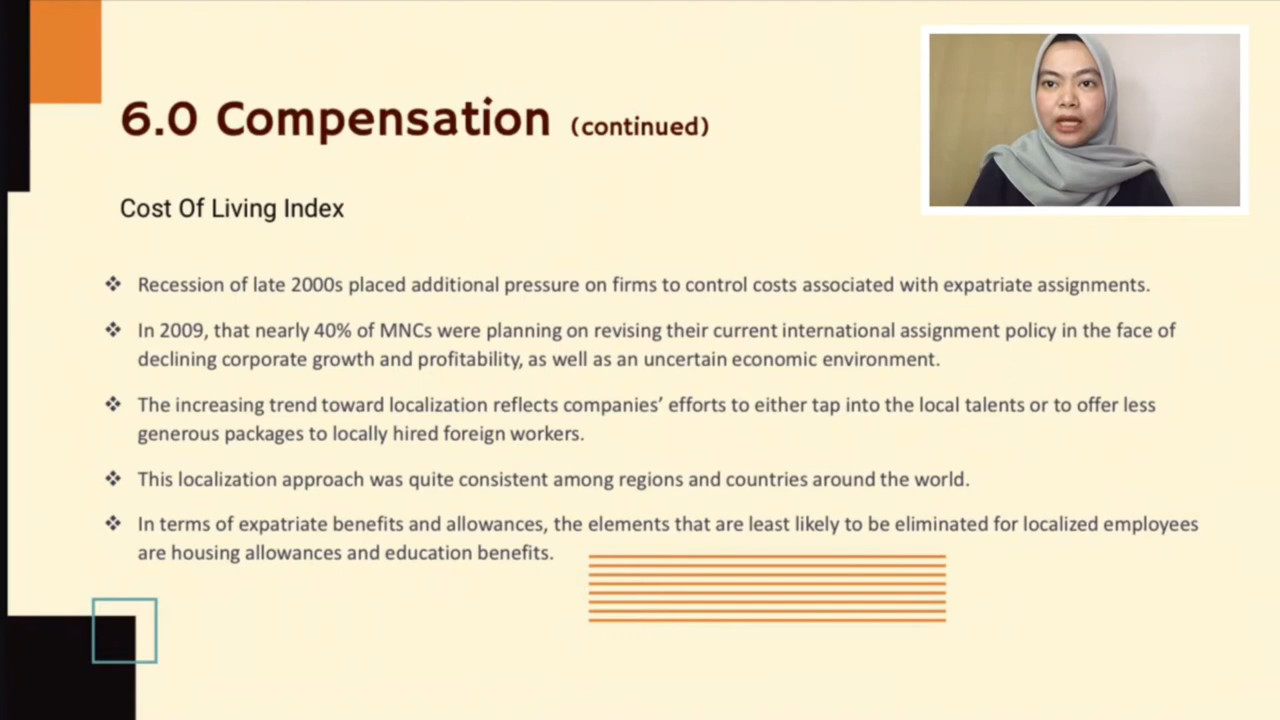 6.0 Compensation (continued)
Cost Of Living Index
❖ Recession of late 2000s placed additional pressure on firms to control costs associated with expatriate assignments.
❖ In 2009, that nearly 40% of MNCs were planning on revising their current international assignment policy in the face of
declining corporate growth and profitability, as well as an uncertain economic environment.
❖ The increasing trend toward localization reflects companies’ efforts to either tap into the local talents or to offer less
generous packages to locally hired foreign workers.
❖ This localization approach was quite consistent among regions and countries around the world.
❖ In terms of expatriate benefits and allowances, the elements that are least likely to be eliminated for localized employees
are housing allowances and education benefits.